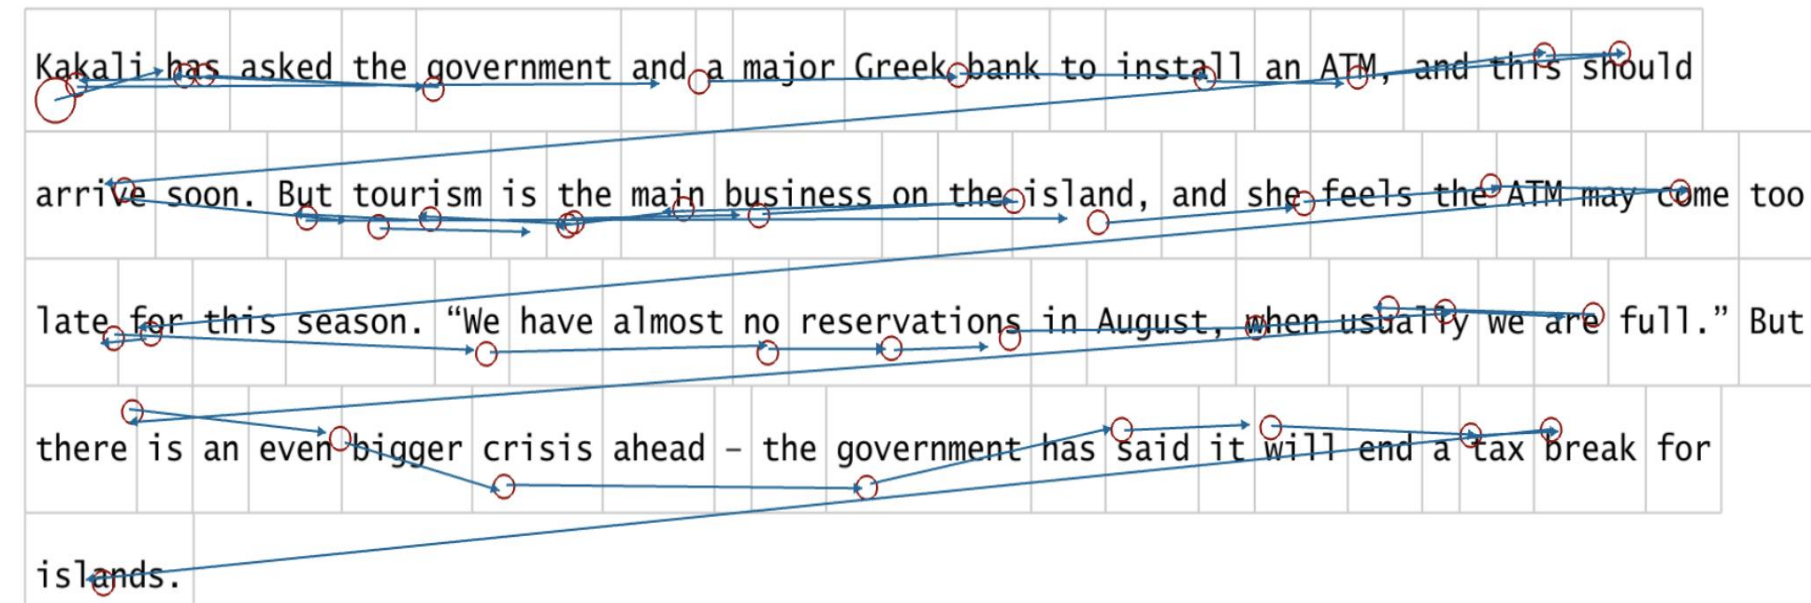 Kakali has asked the government and a major Greek bank to install an ATM, and this should
arrive soon. But tourism is the main business on the island, and she feels the ATM may come too
late for this season. “We have almost no reservations in August, when usually we are full.” But
there is an even bigger crisis ahead – the government has said it will end a tax break for
islands.